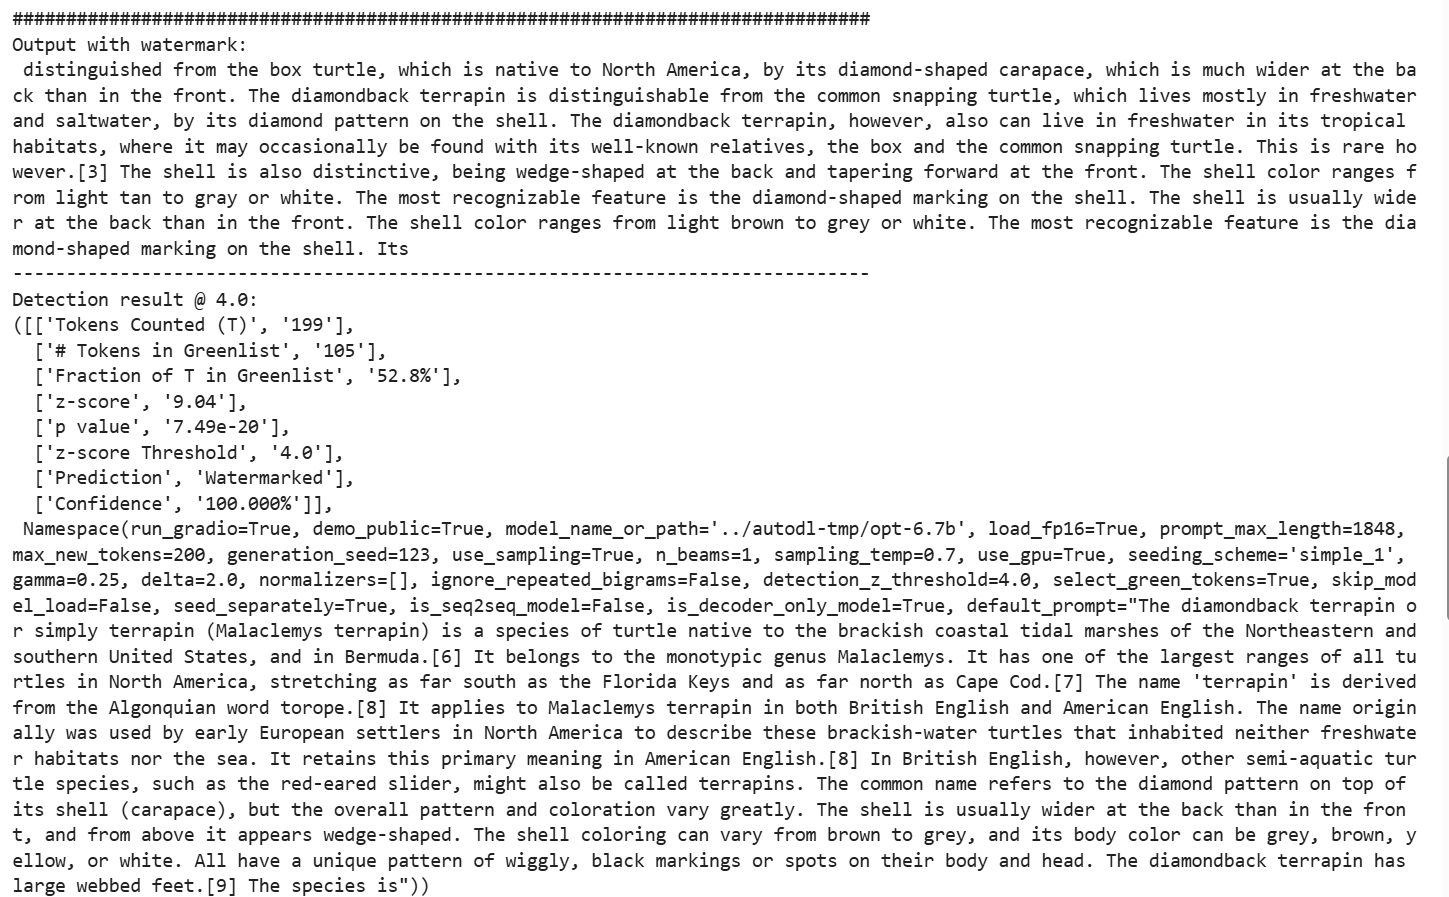 ################################################################################
Output with watermark:
 distinguished from the box turtle, which is native to North America, by its diamond-shaped carapace, which is much wider at the ba
ck than in the front. The diamondback terrapin is distinguishable from the common snapping turtle, which lives mostly in freshwater
and saltwater, by its diamond pattern on the shell. The diamondback terrapin, however, also can live in freshwater in its tropical
habitats, where it may occasionally be found with its well-known relatives, the box and the common snapping turtle. This is rare ho
wever.[3] The shell is also distinctive, being wedge-shaped at the back and tapering forward at the front. The shell color ranges f
rom light tan to gray or white. The most recognizable feature is the diamond-shaped marking on the shell. The shell is usually wide
r at the back than in the front. The shell color ranges from light brown to grey or white. The most recognizable feature is the dia
mond-shaped marking on the shell. Its
--------------------------------------------------------------------------------
Detection result @ 4.0:
([['Tokens Counted (T)', '199'],
  ['# Tokens in Greenlist', '105'],
  ['Fraction of T in Greenlist', '52.8%'],
  ['z-score', '9.04'],
  ['p value', '7.49e-20'],
  ['z-score Threshold', '4.0'],
  ['Prediction', 'Watermarked'],
  ['Confidence', '100.000%']],
 Namespace(run_gradio=True, demo_public=True, model_name_or_path='../autodl-tmp/opt-6.7b', load_fp16=True, prompt_max_length=1848,
max_new_tokens=200, generation_seed=123, use_sampling=True, n_beams=1, sampling_temp=0.7, use_gpu=True, seeding_scheme='simple_1',
gamma=0.25, delta=2.0, normalizers=[], ignore_repeated_bigrams=False, detection_z_threshold=4.0, select_green_tokens=True, skip_mod
el_load=False, seed_separately=True, is_seq2seq_model=False, is_decoder_only_model=True, default_prompt="The diamondback terrapin o
r simply terrapin (Malaclemys terrapin) is a species of turtle native to the brackish coastal tidal marshes of the Northeastern and
southern United States, and in Bermuda.[6] It belongs to the monotypic genus Malaclemys. It has one of the largest ranges of all tu
rtles in North America, stretching as far south as the Florida Keys and as far north as Cape Cod.[7] The name 'terrapin' is derived
from the Algonquian word torope.[8] It applies to Malaclemys terrapin in both British English and American English. The name origin
ally was used by early European settlers in North America to describe these brackish-water turtles that inhabited neither freshwate
r habitats nor the sea. It retains this primary meaning in American English.[8] In British English, however, other semi-aquatic tur
tle species, such as the red-eared slider, might also be called terrapins. The common name refers to the diamond pattern on top of
its shell (carapace), but the overall pattern and coloration vary greatly. The shell is usually wider at the back than in the fron
t, and from above it appears wedge-shaped. The shell coloring can vary from brown to grey, and its body color can be grey, brown, y
ellow, or white. All have a unique pattern of wiggly, black markings or spots on their body and head. The diamondback terrapin has
large webbed feet.[9] The species is"))